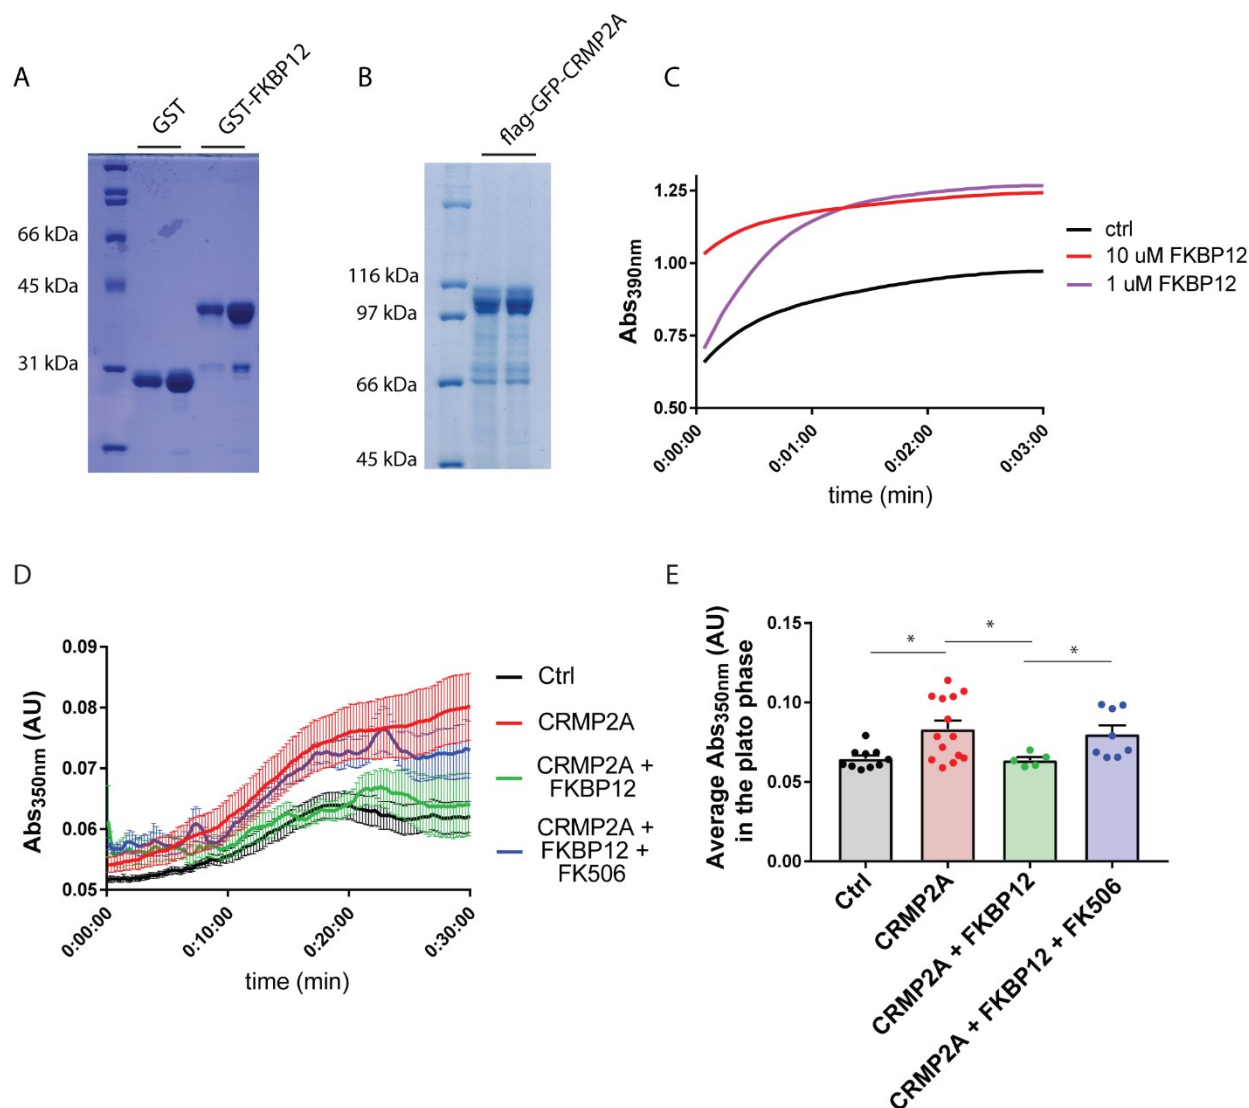 A
GST
GST-FKBP12
66 kDa
45 kDa
31 kDa
B
flag-GFP-CRMP2A
116 kDa
97 kDa
66 kDa
45 kDa
C
Abs390nm
1.25
1.00
0.75
0.50
0:00:00
0:01:00
0:02:00
0:03:00
time (min)
ctrl
10 uM FKBP12
1 uM FKBP12
D
Abs350nm (AU)
0.09
0.08
0.07
0.06
0.05
0:00:00
0:10:00
0:20:00
0:30:00
time (min)
Ctrl
CRMP2A
CRMP2A +
FKBP12
CRMP2A +
FKBP12 +
FK506
E
Average Abs350nm (AU)
in the plato phase
0.15
0.10
0.05
0.00
*
*
*
Ctrl
CRMP2A
CRMP2A + FKBP12
CRMP2A + FKBP12 + FK506